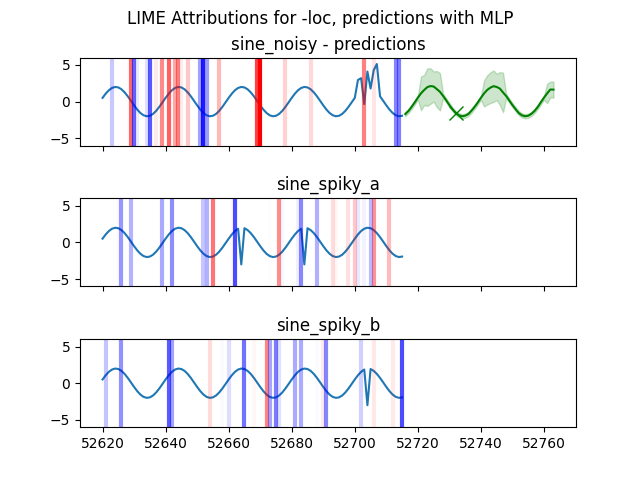 LIME Attributions for -loc, predictions with MLP
sine_noisy - predictions
5
0
−5
sine_spiky_a
5
0
−5
sine_spiky_b
5
0
−5
52620 52640 52660 52680 52700 52720 52740 52760